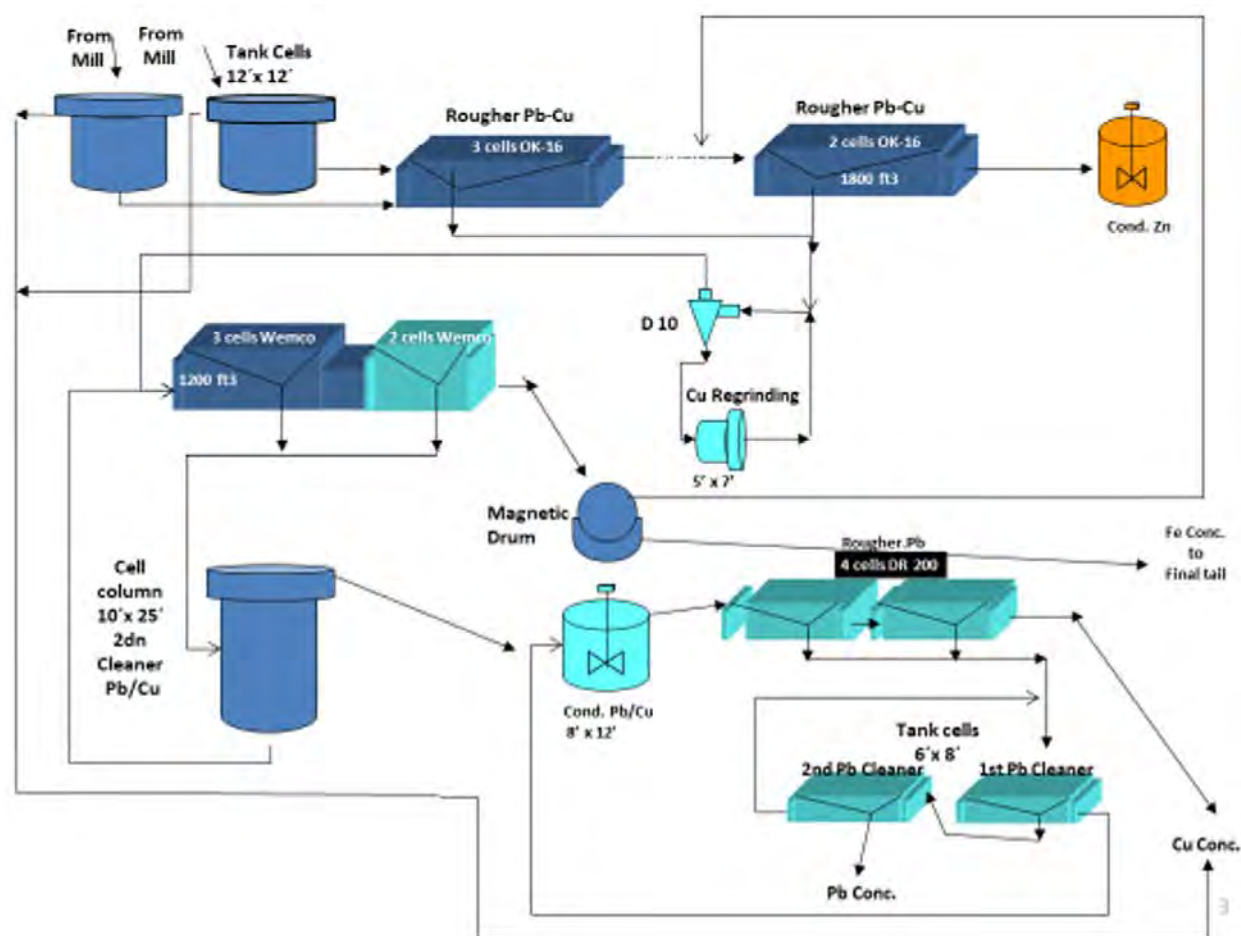 From
Mill
From
Mill
Tank Cells
12´x 12´
Rougher Pb-Cu
3 cells OK-16
Rougher Pb-Cu
2 cells OK-16
1800 ft3
Cond. Zn
D 10
3 cells Wemco
2 cells Wemco
1200 ft3
Cu Regrinding
5' x 7'
Magnetic
Drum
Fe Conc.
to
Final tail
Rougher.Pb
4 cells DR 200
Cell
column
10´x 25´
2dn
Cleaner
Pb/Cu
Cond. Pb/Cu
8' x 12'
Tank cells
6´x 8´
2nd Pb Cleaner
1st Pb Cleaner
Cu Conc.
Pb Conc.
3